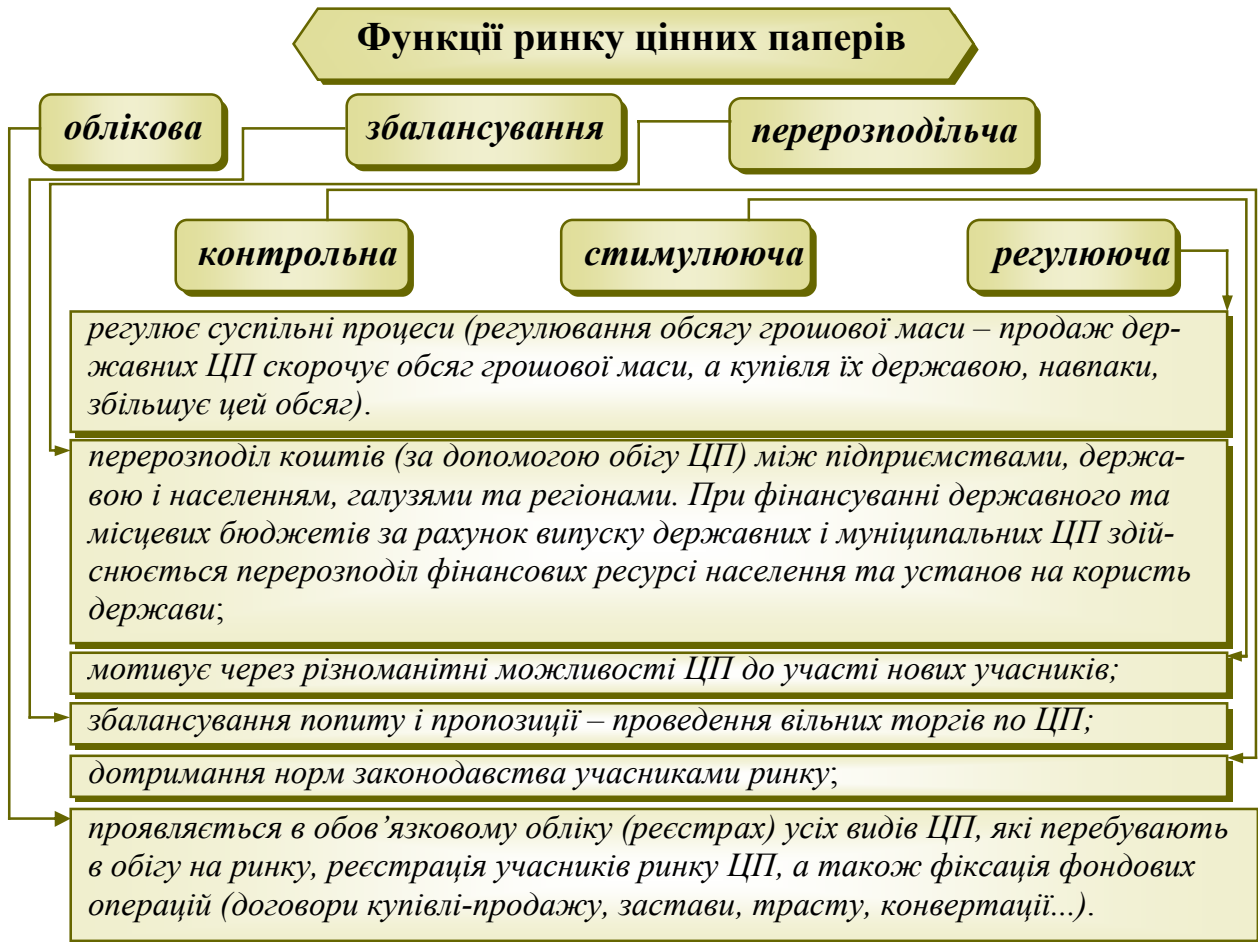 Функції ринку цінних паперів
облікова
збалансування
перерозподільча
контрольна
стимулююча
регулююча
регулює суспільні процеси (регулювання обсягу грошової маси – продаж дер-
жавних ЦП скорочує обсяг грошової маси, а купівля їх державою, навпаки,
збільшує цей обсяг).
перерозподіл коштів (за допомогою обігу ЦП) між підприємствами, держа-
вою і населенням, галузями та регіонами. При фінансуванні державного та
місцевих бюджетів за рахунок випуску державних і муніципальних ЦП здій-
снюється перерозподіл фінансових ресурсі населення та установ на користь
держави;
мотивує через різноманітні можливості ЦП до участі нових учасників;
збалансування попиту і пропозиції – проведення вільних торгів по ЦП;
дотримання норм законодавства учасниками ринку;
проявляється в обов’язковому обліку (реєстрах) усіх видів ЦП, які перебувають
в обігу на ринку, реєстрація учасників ринку ЦП, а також фіксація фондових
операцій (договори купівлі-продажу, застави, трасту, конвертації...).